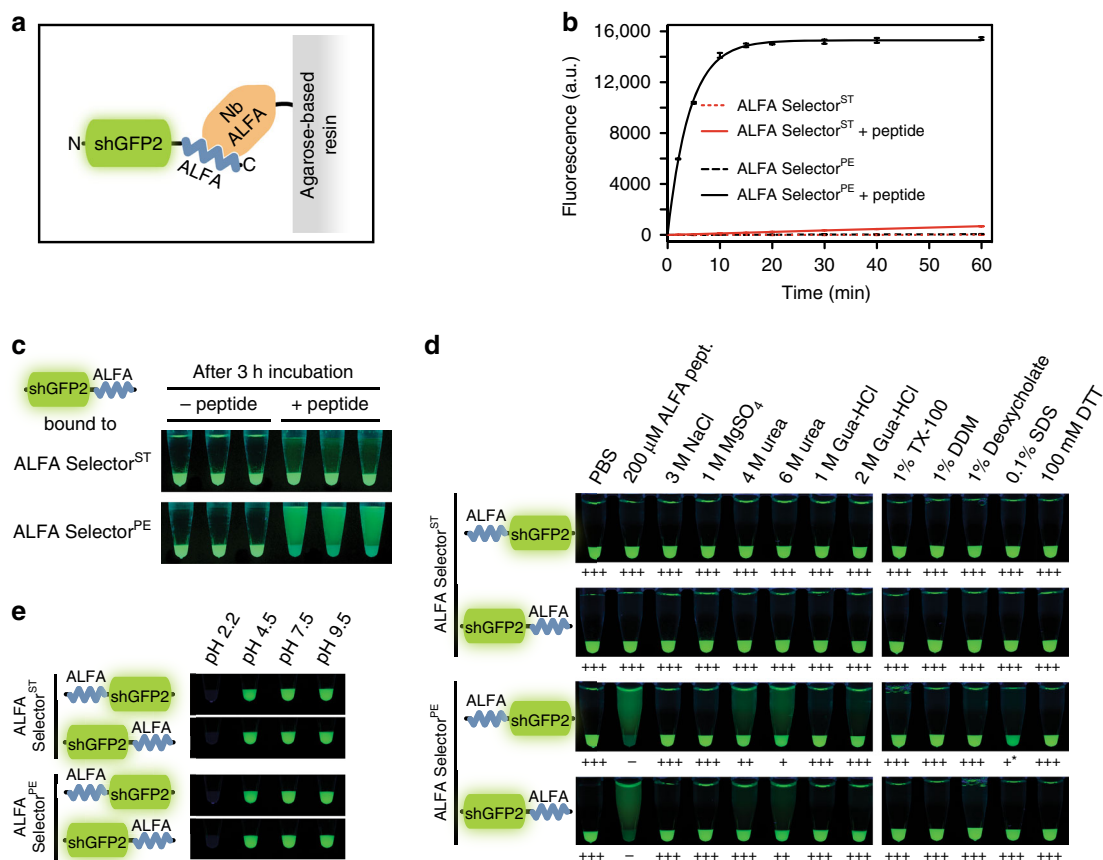 a
N
shGFP2
ALFA
C
Nb
ALFA
Agarose-based
resin
b
Fluorescence (a.u.)
16,000
12,000
8000
4000
0
0 10 20 30 40 50 60
Time (min)
ALFA Selector^ST
ALFA Selector^ST + peptide
ALFA Selector^PE
ALFA Selector^PE + peptide
c
ALFA
shGFP2
bound to
After 3 h incubation
– peptide + peptide
ALFA Selector^ST
ALFA Selector^PE
d
PBS
200 µM ALFA pept.
3 M NaCl
1 M MgSO₄
4 M urea
6 M urea
1 M Gua-HCl
2 M Gua-HCl
1% TX-100
1% DDM
1% Deoxycholate
0.1% SDS
100 mM DTT
ALFA Selector^ST
ALFA
shGFP2
+++ +++ +++ +++ +++ +++ +++ +++ +++ +++ +++ +++ +++
ALFA
shGFP2
+++ +++ +++ +++ +++ +++ +++ +++ +++ +++ +++ +++ +++
ALFA Selector^PE
ALFA
shGFP2
+++ – +++ +++ ++ + +++ +++ +++ +++ +++ +* +++
ALFA
shGFP2
+++ – +++ +++ +++ ++ +++ +++ +++ +++ +++ +++ +++
e
pH 2.2
pH 4.5
pH 7.5
pH 9.5
ALFA
Selector^ST
ALFA
shGFP2
shGFP2
ALFA
ALFA
Selector^PE
ALFA
shGFP2
ALFA
shGFP2